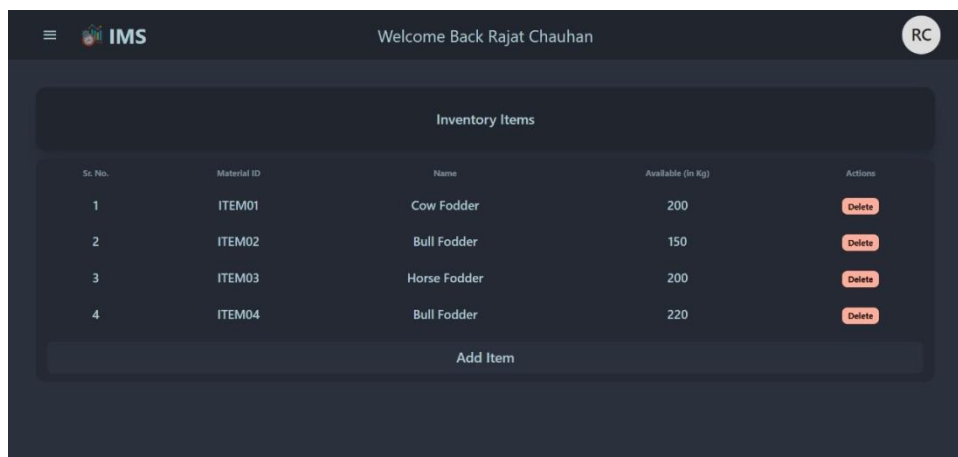 IMS Welcome Back Rajat Chauhan RC
Inventory Items
Sr. No. Material ID Name Available (in Kg) Actions
1 ITEM01 Cow Fodder 200 Delete
2 ITEM02 Bull Fodder 150 Delete
3 ITEM03 Horse Fodder 200 Delete
4 ITEM04 Bull Fodder 220 Delete
Add Item